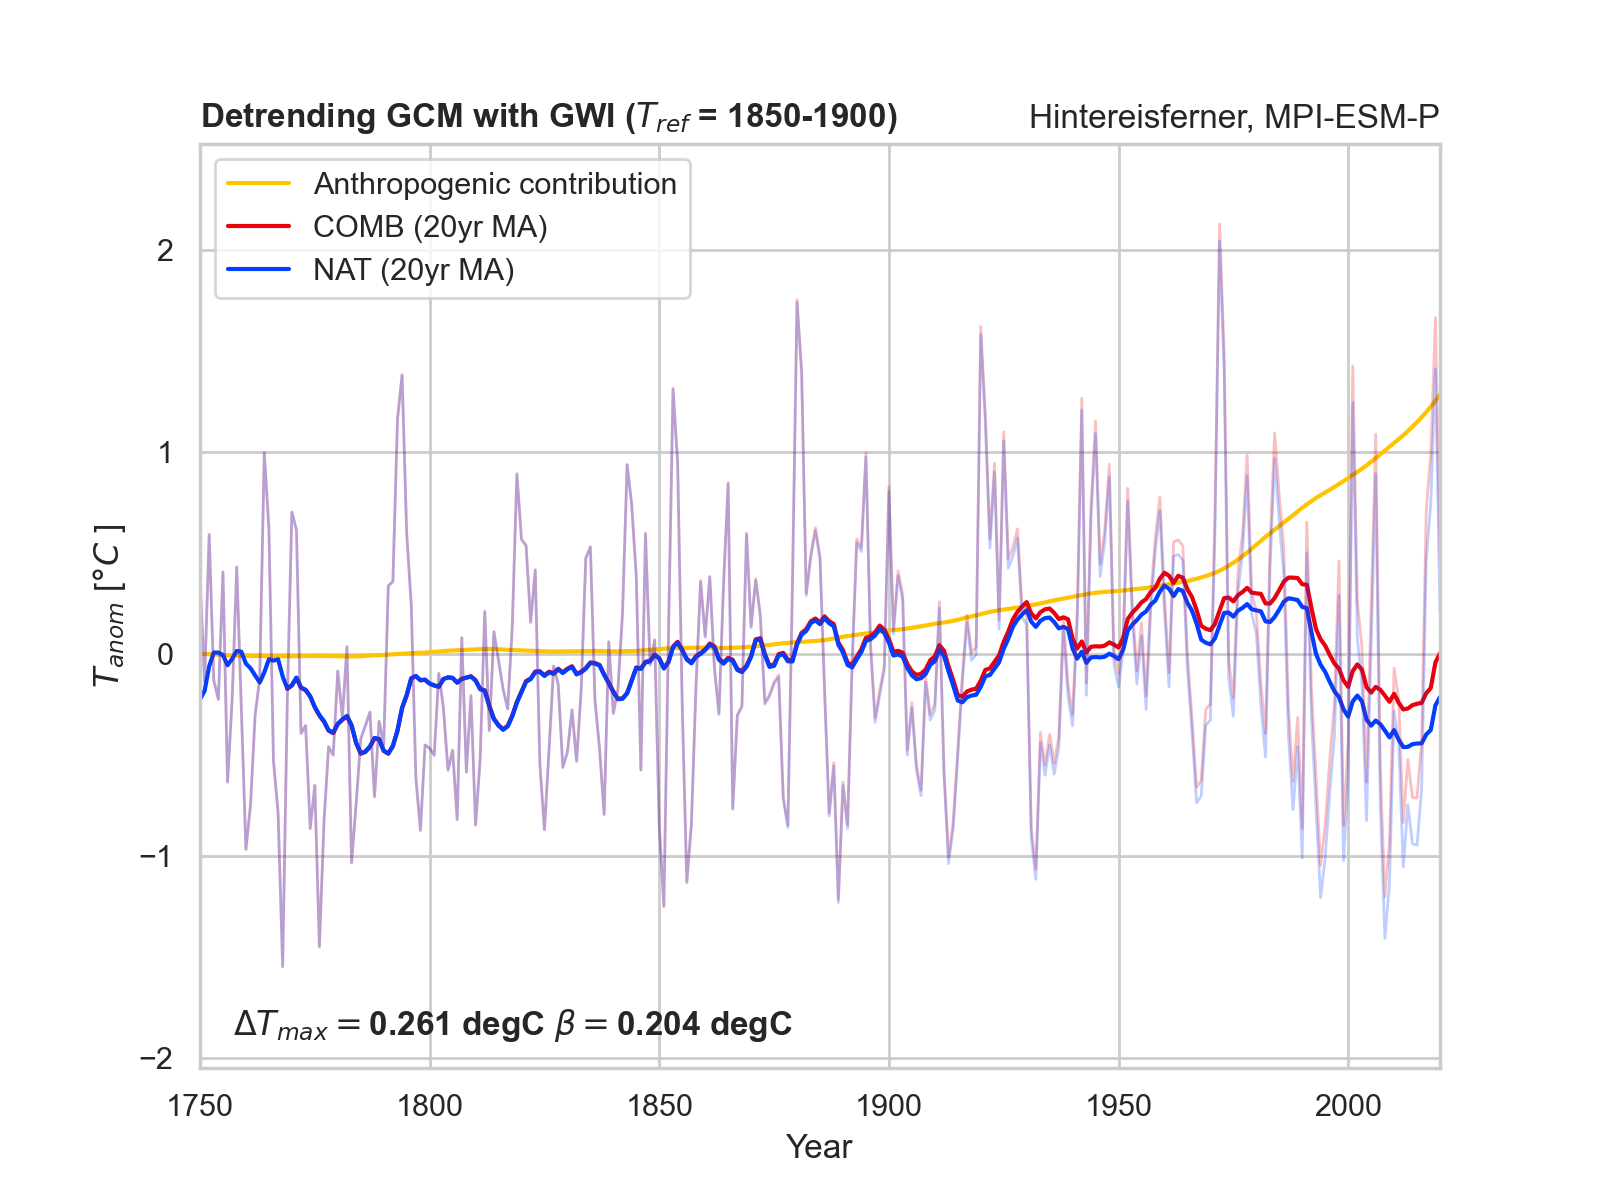 Detrending GCM with GWI (T_ref = 1850-1900) Hintereisferner, MPI-ESM-P
Anthropogenic contribution
COMB (20yr MA)
NAT (20yr MA)
2
1
0
−1
−2
T_anom [°C ]
ΔT_max = 0.261 degC β = 0.204 degC
1750 1800 1850 1900 1950 2000
Year